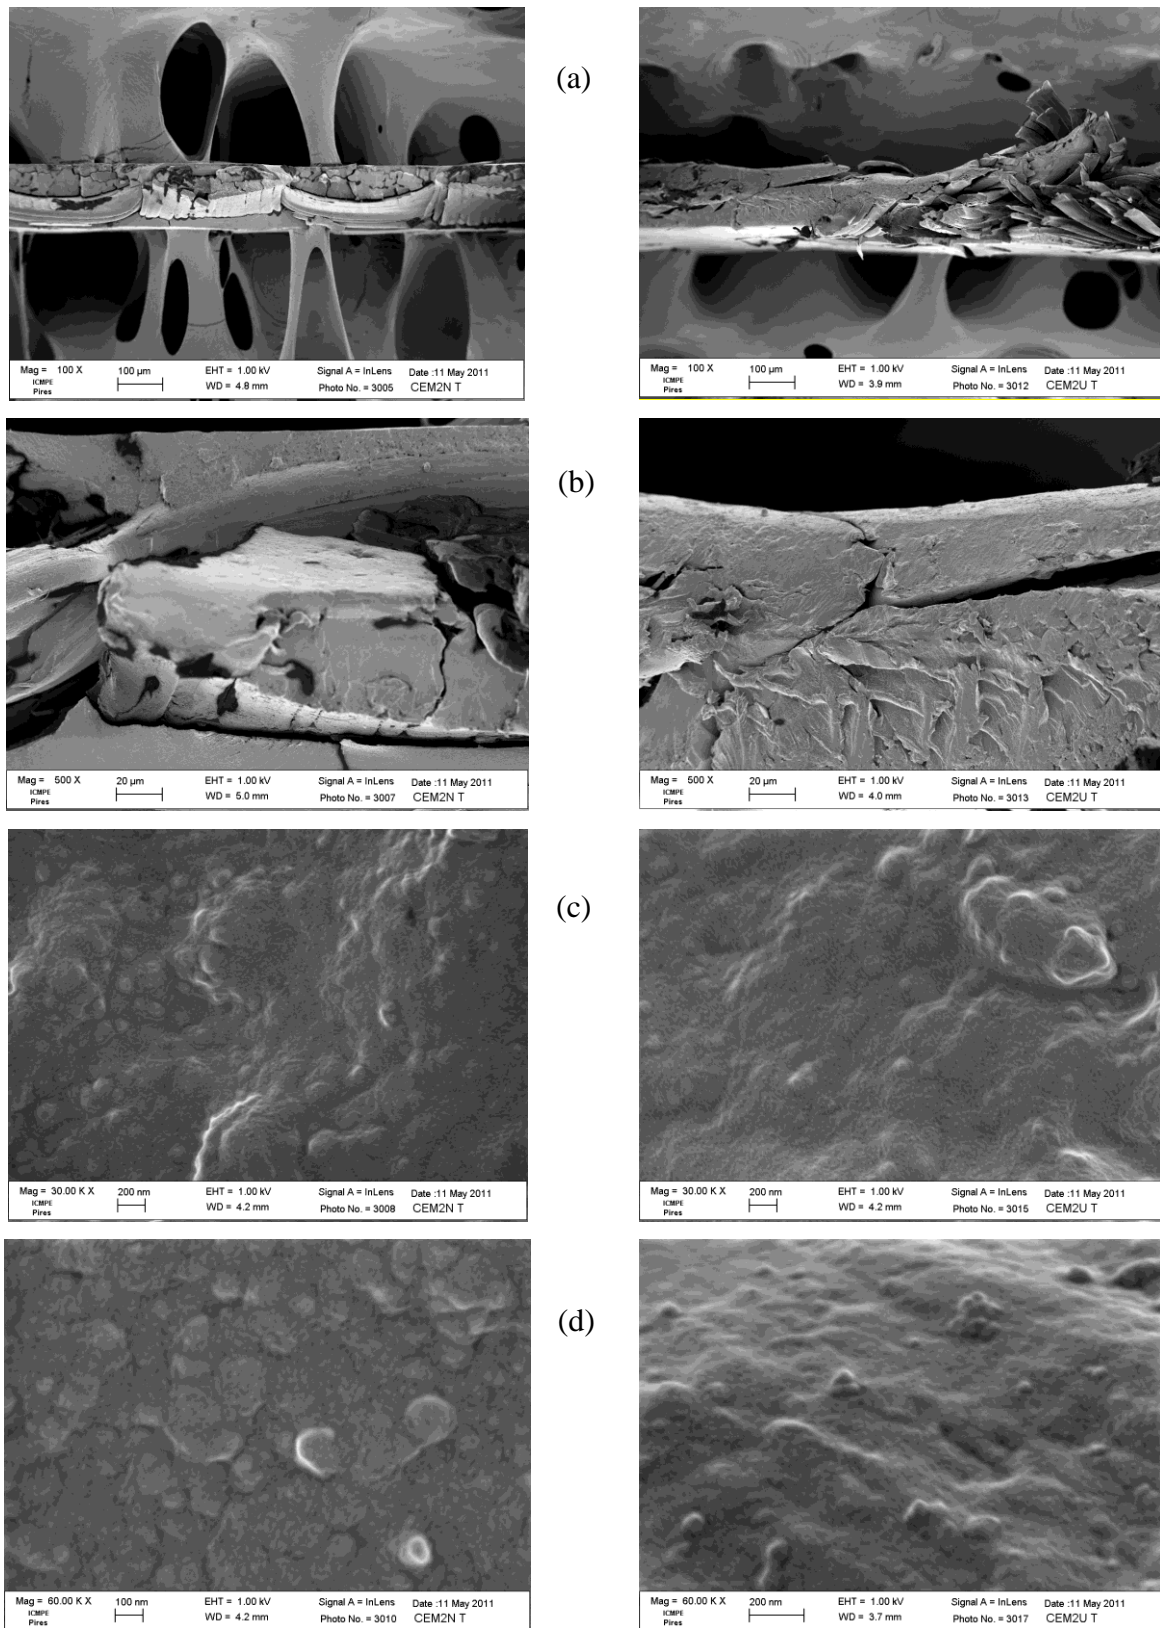 (a)
Mag = 100 X 100 µm EHT = 1.00 kV Signal A = InLens Date :11 May 2011
ICMPE
Pires WD = 4.8 mm Photo No. = 3005 CEM2N T
Mag = 100 X 100 µm EHT = 1.00 kV Signal A = InLens Date :11 May 2011
ICMPE
Pires WD = 3.9 mm Photo No. = 3012 CEM2U T
(b)
Mag = 500 X 20 µm EHT = 1.00 kV Signal A = InLens Date :11 May 2011
ICMPE
Pires WD = 5.0 mm Photo No. = 3007 CEM2N T
Mag = 500 X 20 µm EHT = 1.00 kV Signal A = InLens Date :11 May 2011
ICMPE
Pires WD = 4.0 mm Photo No. = 3013 CEM2U T
(c)
Mag = 30.00 K X 200 nm EHT = 1.00 kV Signal A = InLens Date :11 May 2011
ICMPE
Pires WD = 4.2 mm Photo No. = 3008 CEM2N T
Mag = 30.00 K X 200 nm EHT = 1.00 kV Signal A = InLens Date :11 May 2011
ICMPE
Pires WD = 4.2 mm Photo No. = 3015 CEM2U T
(d)
Mag = 60.00 K X 100 nm EHT = 1.00 kV Signal A = InLens Date :11 May 2011
ICMPE
Pires WD = 4.2 mm Photo No. = 3010 CEM2N T
Mag = 60.00 K X 200 nm EHT = 1.00 kV Signal A = InLens Date :11 May 2011
ICMPE
Pires WD = 3.7 mm Photo No. = 3017 CEM2U T